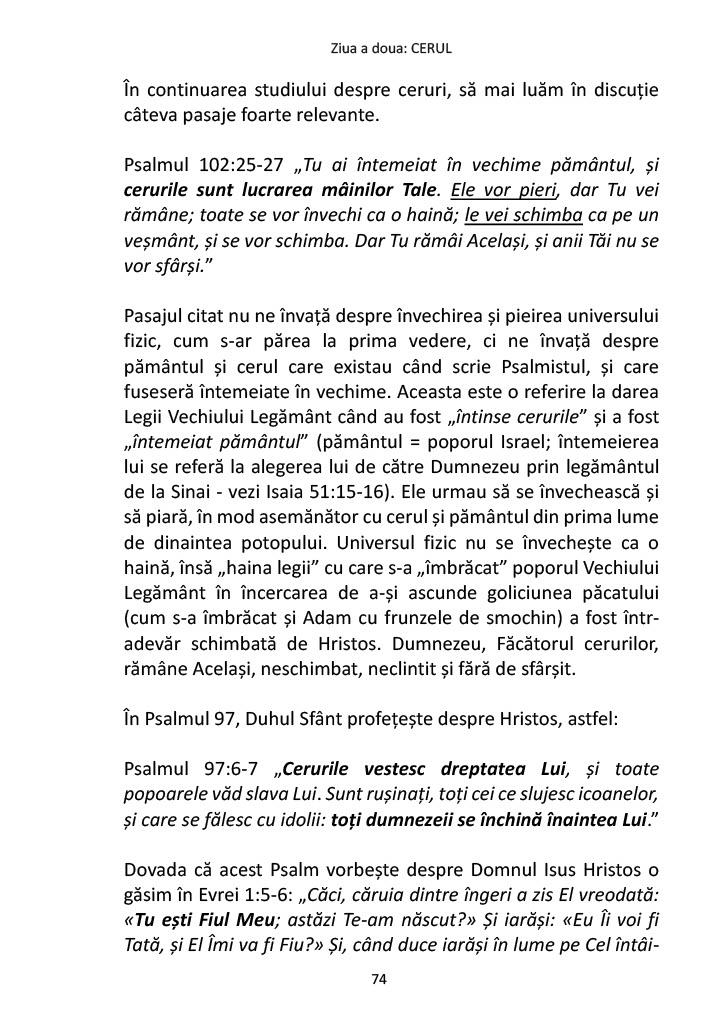 Ziua a doua: CERUL
În continuarea studiului despre ceruri, să mai luăm în discuție
câteva pasaje foarte relevante.
Psalmul 102:25-27 „Tu ai întemeiat în vechime pământul, și
cerurile sunt lucrarea mâinilor Tale. Ele vor pieri, dar Tu vei
rămâne; toate se vor învechi ca o haină; le vei schimba ca pe un
veșmânt, și se vor schimba. Dar Tu rămâi Același, și anii Tăi nu se
vor sfârși.”
Pasajul citat nu ne învață despre învechirea și pieirea universului
fizic, cum s-ar părea la prima vedere, ci ne învață despre
pământul și cerul care existau când scrie Psalmistul, și care
fuseseră întemeiate în vechime. Aceasta este o referire la darea
Legii Vechiului Legământ când au fost „întinse cerurile” și a fost
„întemeiat pământul” (pământul = poporul Israel; întemeierea
lui se referă la alegerea lui de către Dumnezeu prin legământul
de la Sinai - vezi Isaia 51:15-16). Ele urmau să se învechească și
să piară, în mod asemănător cu cerul și pământul din prima lume
de dinaintea potopului. Universul fizic nu se învechește ca o
haină, însă „haina legii” cu care s-a „îmbrăcat” poporul Vechiului
Legământ în încercarea de a-și ascunde goliciunea păcatului
(cum s-a îmbrăcat și Adam cu frunzele de smochin) a fost într-
adevăr schimbată de Hristos. Dumnezeu, Făcătorul cerurilor,
rămâne Același, neschimbat, neclintit și fără de sfârșit.
În Psalmul 97, Duhul Sfânt profețește despre Hristos, astfel:
Psalmul 97:6-7 „Cerurile vestesc dreptatea Lui, și toate
popoarele văd slava Lui. Sunt rușinați, toți cei ce slujesc icoanelor,
și care se fălesc cu idolii: toți dumnezeii se închină înaintea Lui.”
Dovada că acest Psalm vorbește despre Domnul Isus Hristos o
găsim în Evrei 1:5-6: „Căci, căruia dintre îngeri a zis El vreodată:
«Tu ești Fiul Meu; astăzi Te-am născut?» Și iarăși: «Eu Îi voi fi
Tată, și El Îmi va fi Fiu?» Și, când duce iarăși în lume pe Cel întâi-
74